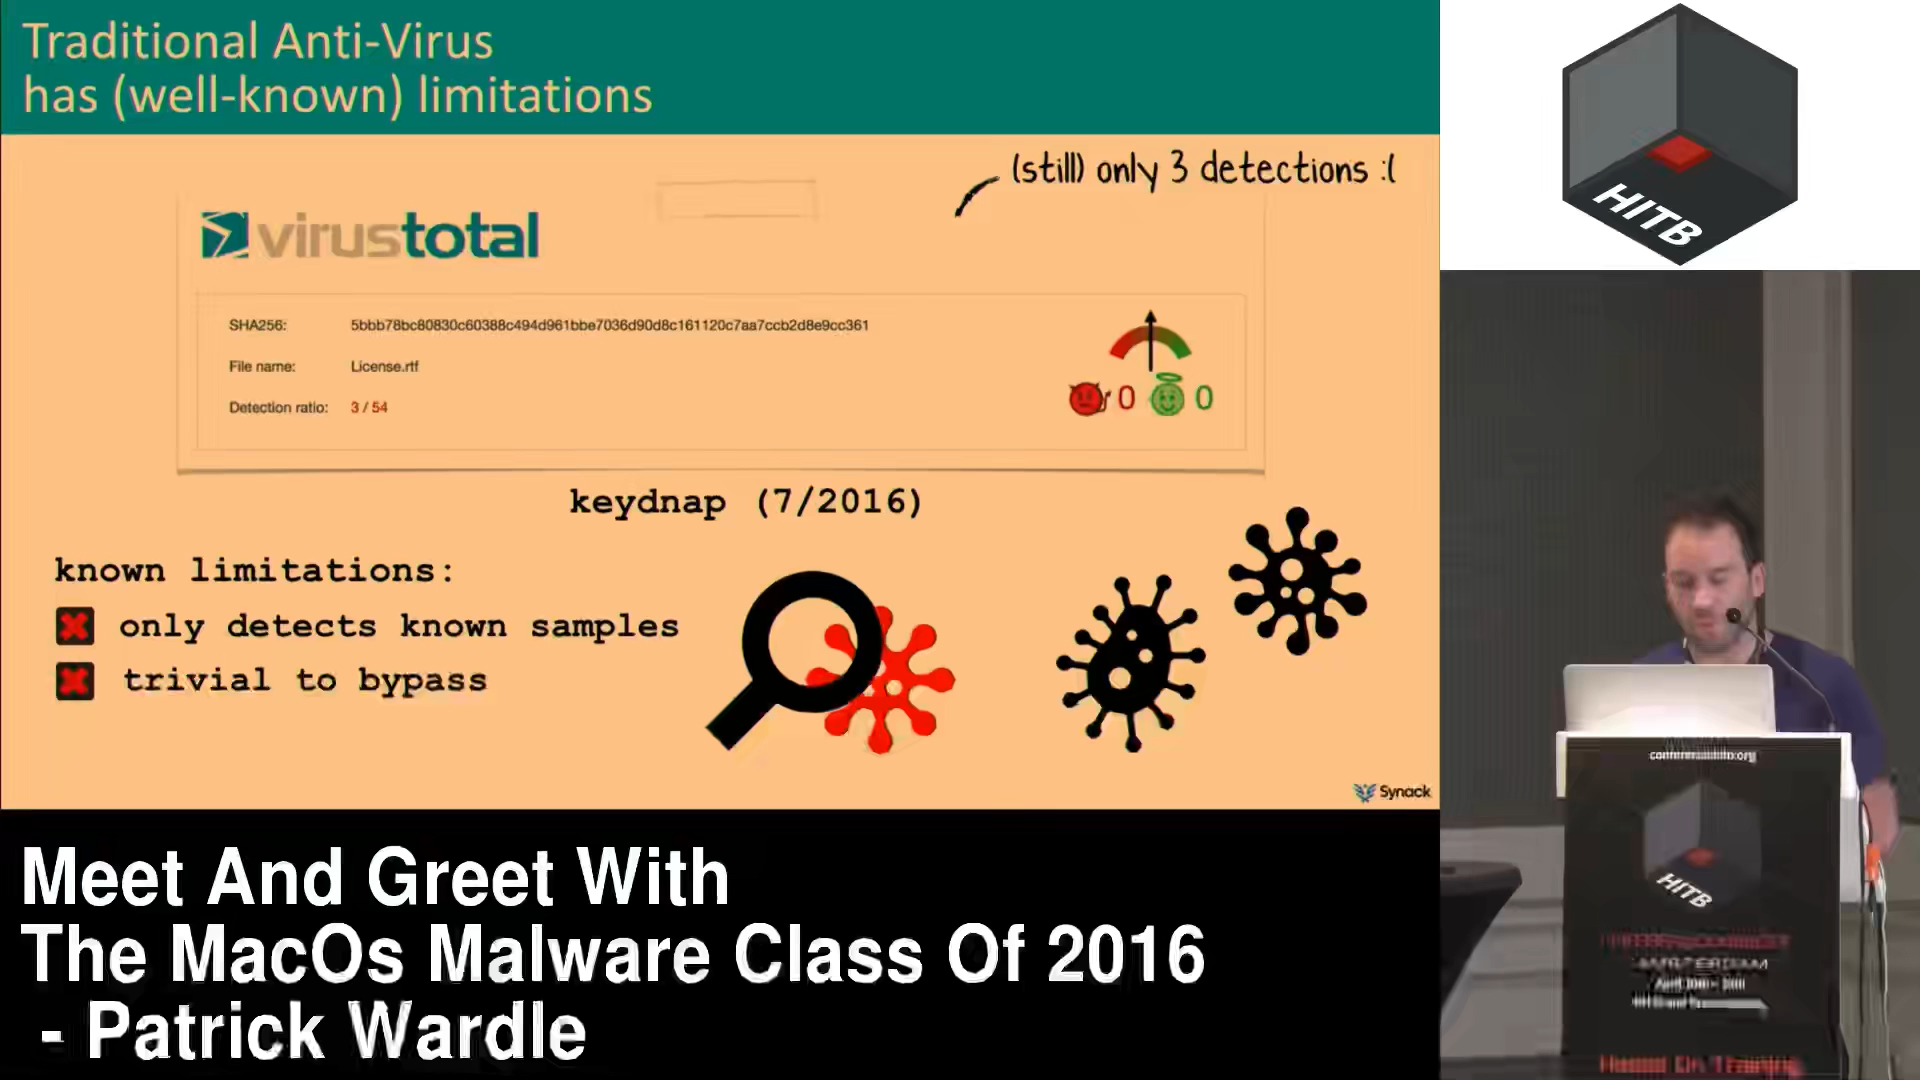 Traditional Anti-Virus
has (well-known) limitations
(still) only 3 detections :(
virustotal
SHA256: 5bbb78bc80830c60388c494d961bbe7036d90d8c161120c7aa7ccb2d8e9cc361
File name: License.rtf
Detection ratio: 3 / 54
0 0
keydnap (7/2016)
known limitations:
only detects known samples
trivial to bypass
Synack
Meet And Greet With
The MacOs Malware Class Of 2016
- Patrick Wardle
HITB
HITB